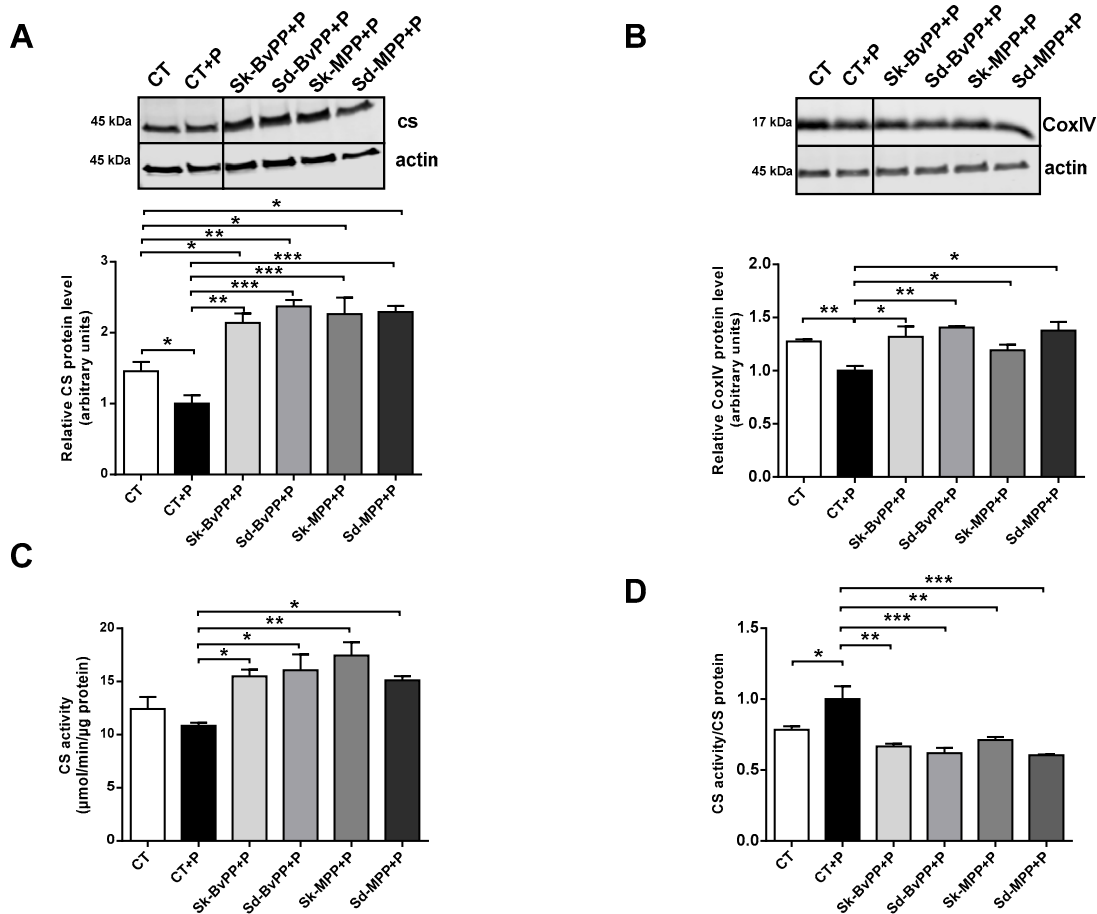 A
CT
CT+P
Sk-BvPP+P
Sd-BvPP+P
Sk-MPP+P
Sd-MPP+P
45 kDa
CS
45 kDa
actin
*
*
**
*
***
***
***
**
*
Relative CS protein level
(arbitrary units)
3
2
1
0
CT
CT+P
Sk-BvPP+P
Sd-BvPP+P
Sk-MPP+P
Sd-MPP+P
B
CT
CT+P
Sk-BvPP+P
Sd-BvPP+P
Sk-MPP+P
Sd-MPP+P
17 kDa
CoxIV
45 kDa
actin
*
*
**
** *
Relative CoxIV protein level
(arbitrary units)
2.0
1.5
1.0
0.5
0.0
CT
CT+P
Sk-BvPP+P
Sd-BvPP+P
Sk-MPP+P
Sd-MPP+P
C
*
**
*
*
CS activity
(µmol/min/µg protein)
20
15
10
5
0
CT
CT+P
Sk-BvPP+P
Sd-BvPP+P
Sk-MPP+P
Sd-MPP+P
D
***
**
***
**
*
CS activity/CS protein
1.5
1.0
0.5
0.0
CT
CT+P
Sk-BvPP+P
Sd-BvPP+P
Sk-MPP+P
Sd-MPP+P